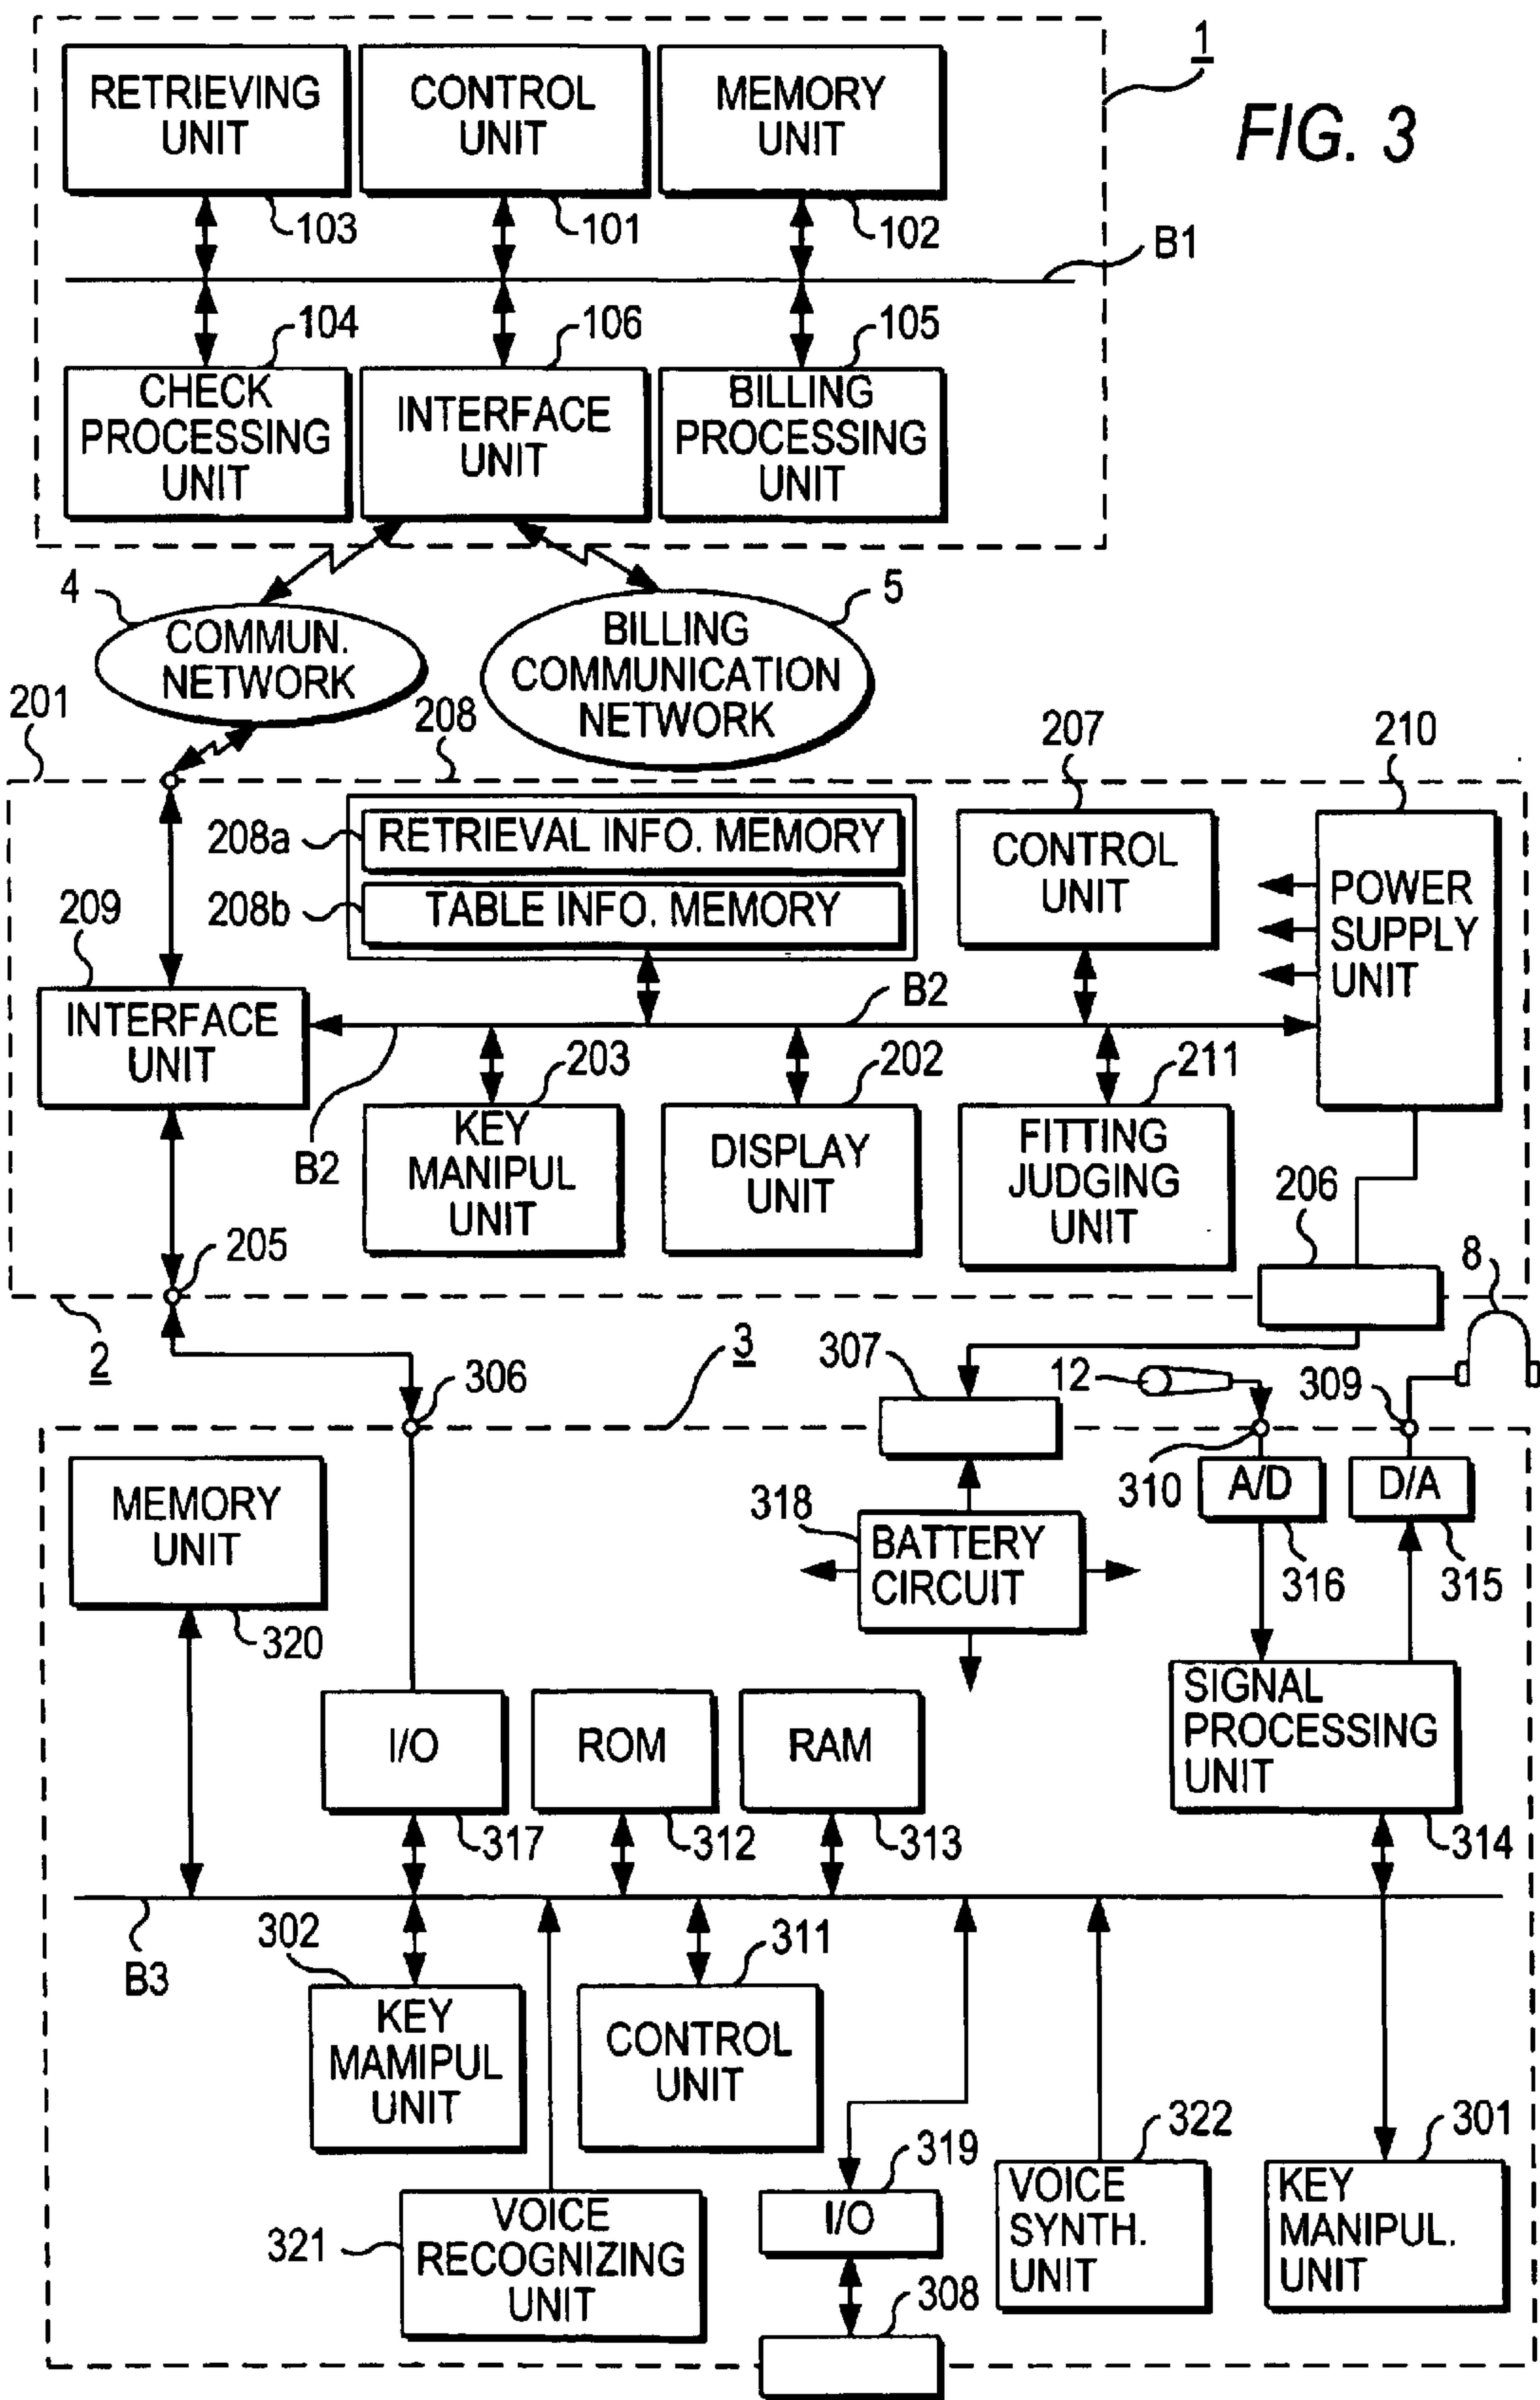 FIG. 3
1
RETRIEVING
UNIT
CONTROL
UNIT
MEMORY
UNIT
103
101
102
B1
104
106
105
CHECK
PROCESSING
UNIT
INTERFACE
UNIT
BILLING
PROCESSING
UNIT
4
5
COMMUN.
NETWORK
BILLING
COMMUNICATION
NETWORK
201
208
207
210
208a
RETRIEVAL INFO. MEMORY
208b
TABLE INFO. MEMORY
CONTROL
UNIT
POWER
SUPPLY
UNIT
209
INTERFACE
UNIT
B2
B2
203
202
211
KEY
MANIPUL
UNIT
DISPLAY
UNIT
FITTING
JUDGING
UNIT
206
205
8
2
3
306
307
12
309
310
MEMORY
UNIT
320
318
BATTERY
CIRCUIT
A/D
D/A
316
315
I/O
ROM
RAM
SIGNAL
PROCESSING
UNIT
317
312
313
314
B3
302
311
KEY
MAMIPUL
UNIT
CONTROL
UNIT
319
322
301
321
VOICE
RECOGNIZING
UNIT
I/O
VOICE
SYNTH.
UNIT
KEY
MANIPUL.
UNIT
308